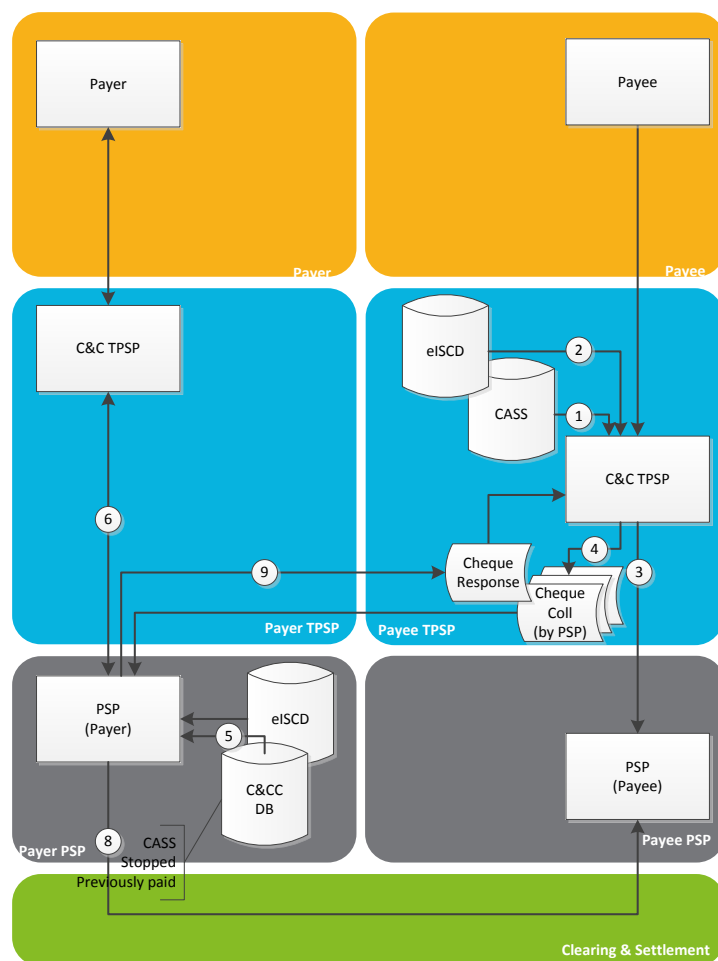 Payer
Payee
Payer
Payee
C&C TPSP
eISCD
2
CASS
1
C&C TPSP
6
9
Cheque
Response
4
3
Cheque
Coll
(by PSP)
Payer TPSP
Payee TPSP
PSP
(Payer)
eISCD
5
C&CC
DB
PSP
(Payee)
8
CASS
Stopped
Previously paid
Payer PSP
Payee PSP
Clearing & Settlement